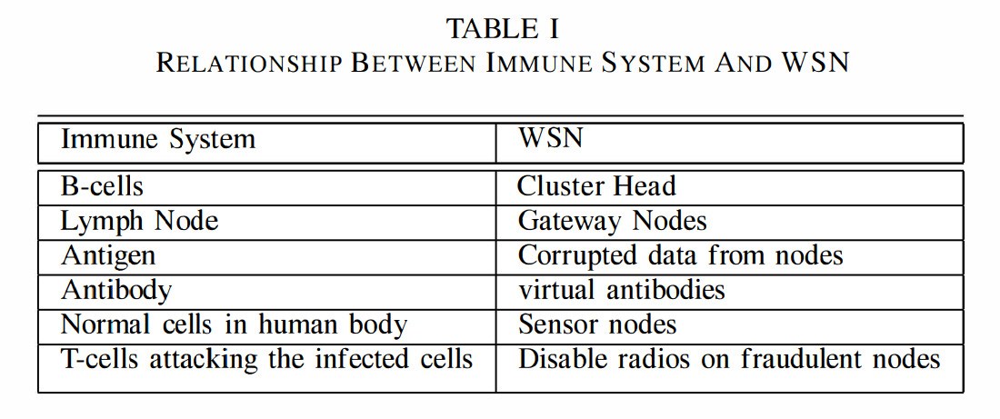 TABLE I
RELATIONSHIP BETWEEN IMMUNE SYSTEM AND WSN
Immune System WSN
B-cells Cluster Head
Lymph Node Gateway Nodes
Antigen Corrupted data from nodes
Antibody virtual antibodies
Normal cells in human body Sensor nodes
T-cells attacking the infected cells Disable radios on fraudulent nodes